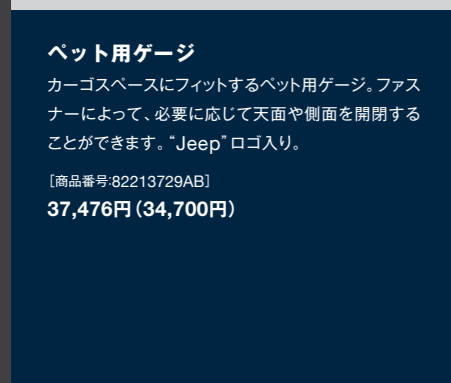 ペット用ゲージ
カーゴスペースにフィットするペット用ゲージ。ファス
ナーによって、必要に応じて天面や側面を開閉する
ことができます。“Jeep”ロゴ入り。
［商品番号:82213729AB］
37,476円（34,700円）